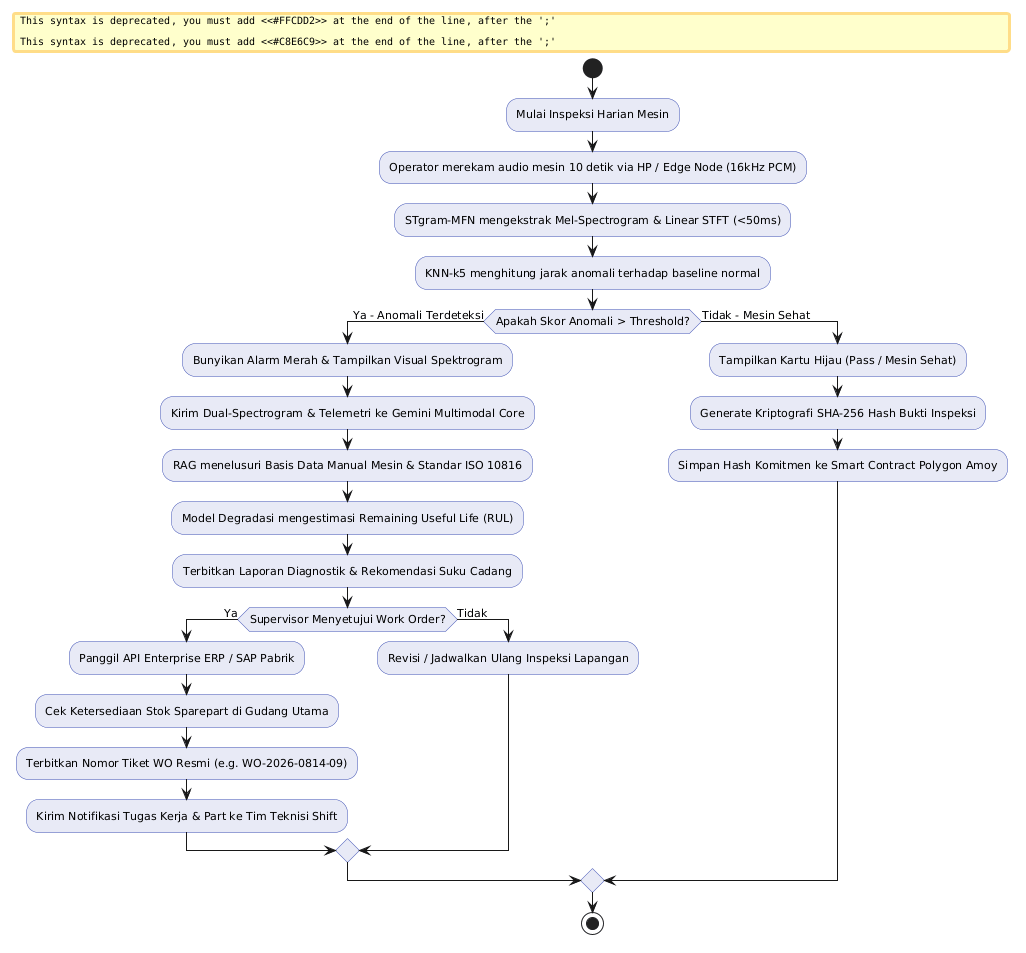 This syntax is deprecated, you must add <<#FFCDD2>> at the end of the line, after the ';'
This syntax is deprecated, you must add <<#C8E6C9>> at the end of the line, after the ';'
Mulai Inspeksi Harian Mesin
Operator merekam audio mesin 10 detik via HP / Edge Node (16kHz PCM)
STgram-MFN mengekstrak Mel-Spectrogram & Linear STFT (<50ms)
KNN-k5 menghitung jarak anomali terhadap baseline normal
Apakah Skor Anomali > Threshold?
Ya - Anomali Terdeteksi
Bunyikan Alarm Merah & Tampilkan Visual Spektrogram
Kirim Dual-Spectrogram & Telemetri ke Gemini Multimodal Core
RAG menelusuri Basis Data Manual Mesin & Standar ISO 10816
Model Degradasi mengestimasi Remaining Useful Life (RUL)
Terbitkan Laporan Diagnostik & Rekomendasi Suku Cadang
Supervisor Menyetujui Work Order?
Ya
Panggil API Enterprise ERP / SAP Pabrik
Cek Ketersediaan Stok Sparepart di Gudang Utama
Terbitkan Nomor Tiket WO Resmi (e.g. WO-2026-0814-09)
Kirim Notifikasi Tugas Kerja & Part ke Tim Teknisi Shift
Tidak
Revisi / Jadwalkan Ulang Inspeksi Lapangan
Tidak - Mesin Sehat
Tampilkan Kartu Hijau (Pass / Mesin Sehat)
Generate Kriptografi SHA-256 Hash Bukti Inspeksi
Simpan Hash Komitmen ke Smart Contract Polygon Amoy